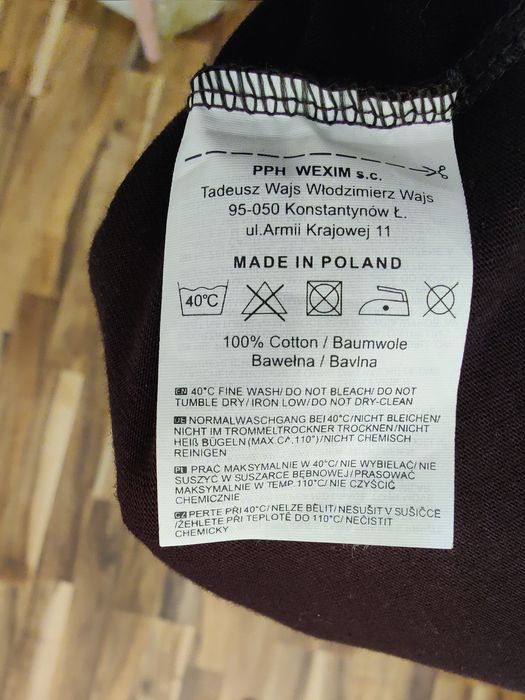 PPH WEXIM s.c.
Tadeusz Wajs Włodzimierz Wajs
95-050 Konstantynów Ł.
ul.Armii Krajowej 11
MADE IN POLAND
40°C
100% Cotton / Baumwole
Bawełna / Bavlna
EN 40°C FINE WASH/ DO NOT BLEACH/ DO NOT
TUMBLE DRY/ IRON LOW/ DO NOT DRY-CLEAN
DE NORMALWASCHGANG BEI 40°C/NICHT BLEICHEN/
NICHT IM TROMMELTROCKNER TROCKNEN/NICHT
HEIß BÜGELN (MAX CA.110°)/NICHT CHEMISCH
REINIGEN
PL PRAĆ MAKSYMALNIE W 40°C/ NIE WYBIELAĆ/ NIE
SUSZYĆ W SUSZARCE BĘBNOWEJ/ PRASOWAĆ
MAKSYMALNIE W TEMP.110°C/ NIE CZYŚCIĆ
CHEMICZNIE
CZ PERTE PŘI 40°C/ NELZE BĚLIT/ NESUŠIT V SUŠIČCE
/ŽEHLETE PŘI TEPLOTĚ DO 110°C/ NEČISTIT
CHEMICKY